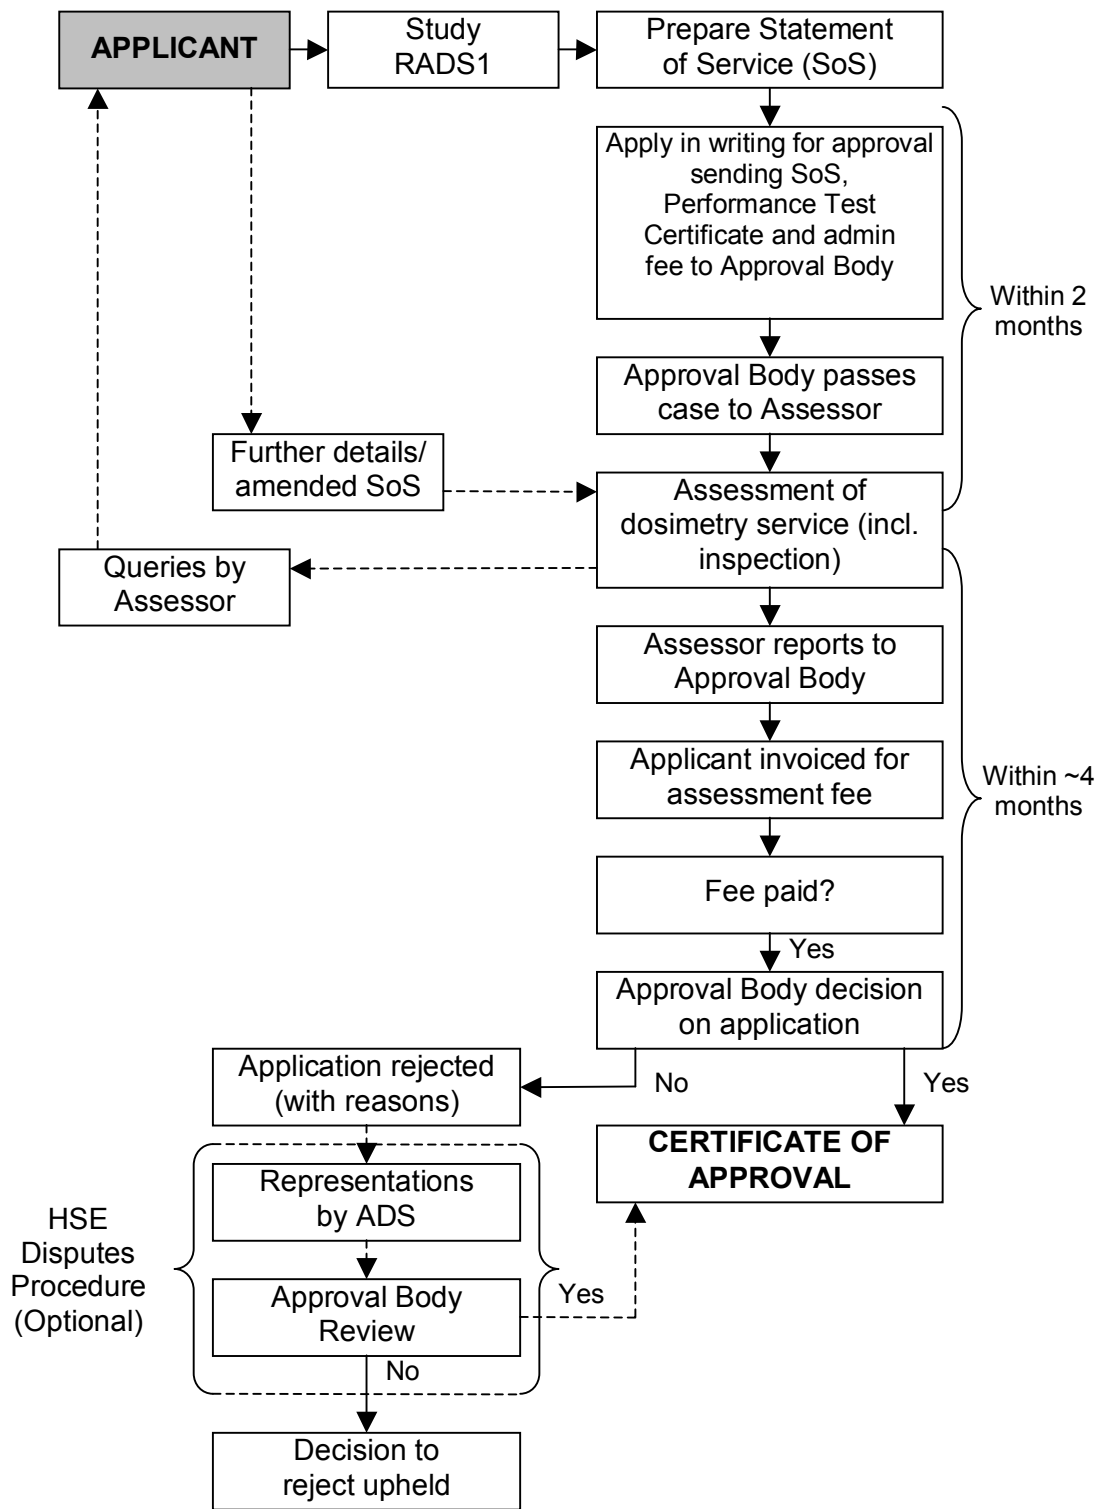 APPLICANT
Study
RADS1
Prepare Statement
of Service (SoS)
Apply in writing for approval
sending SoS,
Performance Test
Certificate and admin
fee to Approval Body
Within 2
months
Approval Body passes
case to Assessor
Further details/
amended SoS
Assessment of
dosimetry service (incl.
inspection)
Queries by
Assessor
Assessor reports to
Approval Body
Applicant invoiced for
assessment fee
Within ~4
months
Fee paid?
Yes
Approval Body decision
on application
No
Yes
Application rejected
(with reasons)
CERTIFICATE OF
APPROVAL
Representations
by ADS
HSE
Disputes
Procedure
(Optional)
Approval Body
Review
Yes
No
Decision to
reject upheld